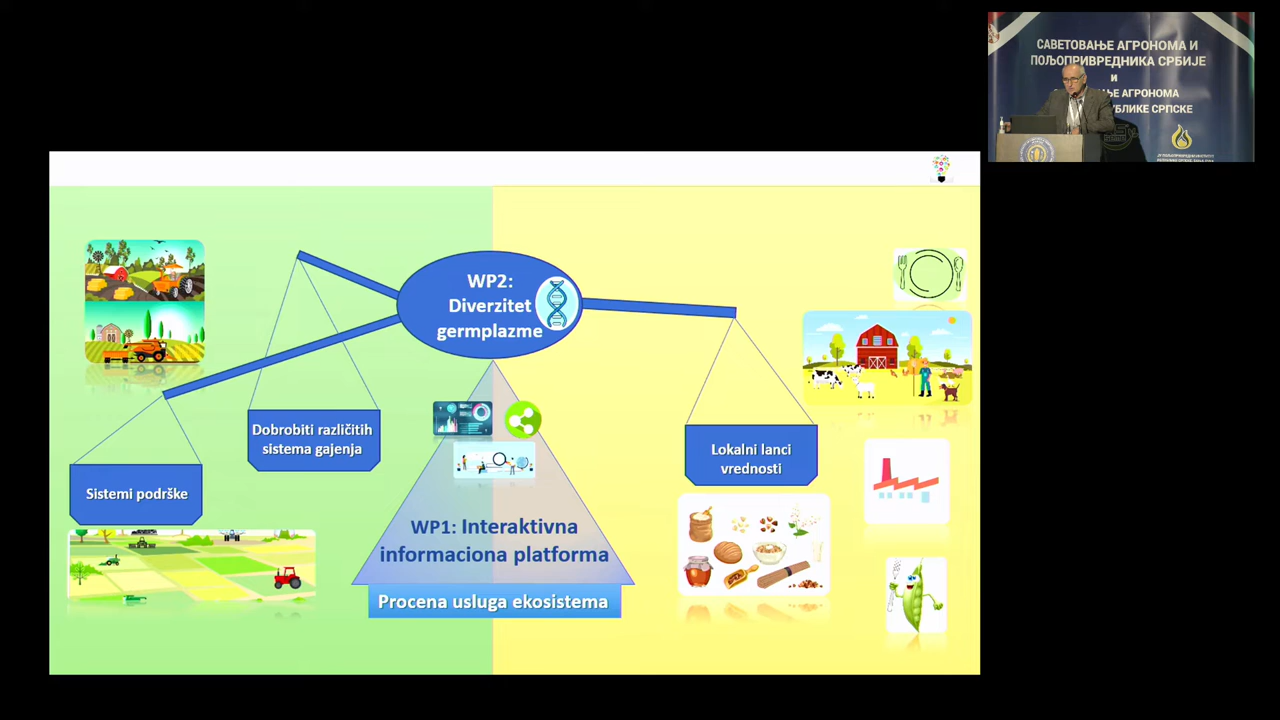 САВЕТОВАЊЕ АГРОНОМА И
ПОЉОПРИВРЕДНИКА СРБИЈЕ
И
АГРОНОМА
СРПСКЕ
WP2:
Diverzitet
germplazme
Dobrobiti različitih
sistema gajenja
Sistemi podrške
Lokalni lanci
vrednosti
WP1: Interaktivna
informaciona platforma
Procena usluga ekosistema